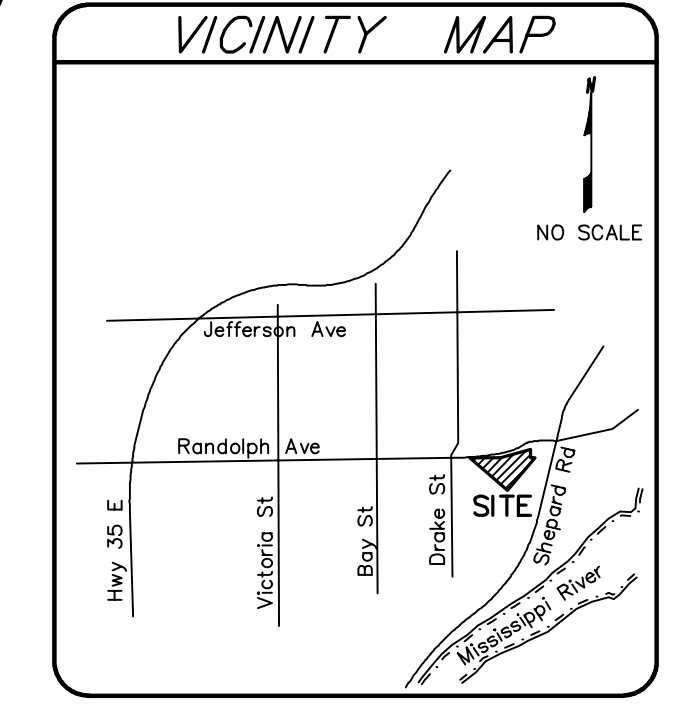 VICINITY MAP
N
NO SCALE
Jefferson Ave
Randolph Ave
Hwy 35 E
Victoria St
Bay St
Drake St
SITE
Shepard Rd
Mississippi River